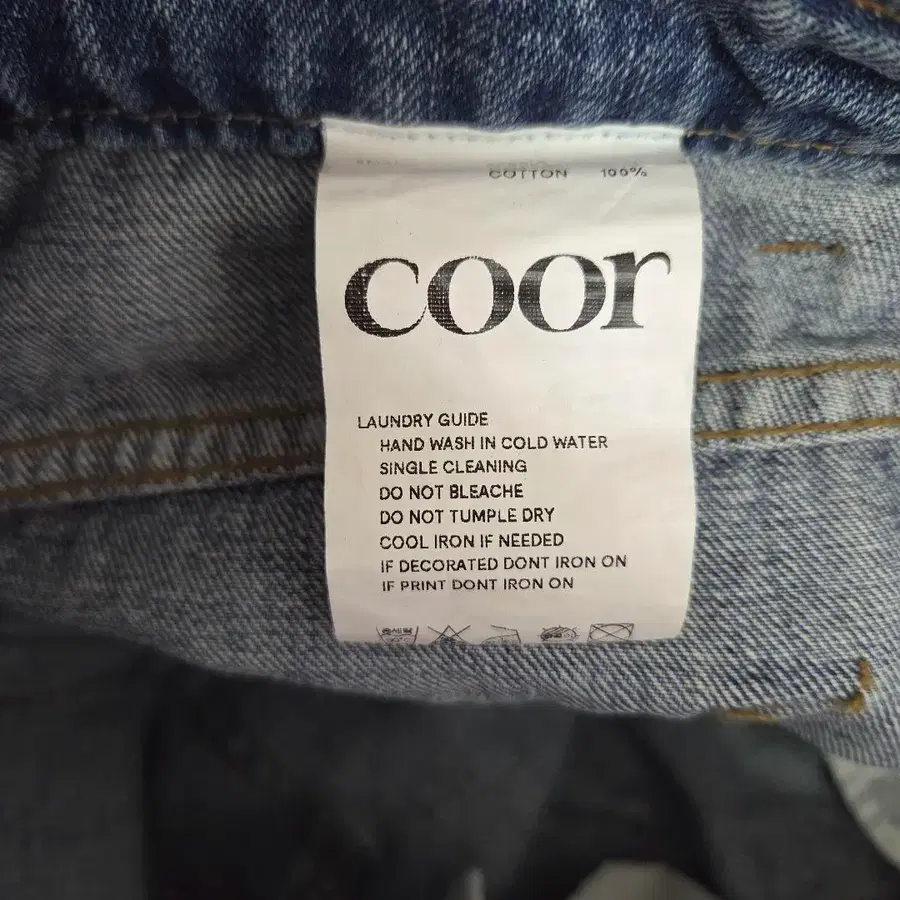 COTTON 100%
coor
LAUNDRY GUIDE
HAND WASH IN COLD WATER
SINGLE CLEANING
DO NOT BLEACHE
DO NOT TUMPLE DRY
COOL IRON IF NEEDED
IF DECORATED DONT IRON ON
IF PRINT DONT IRON ON